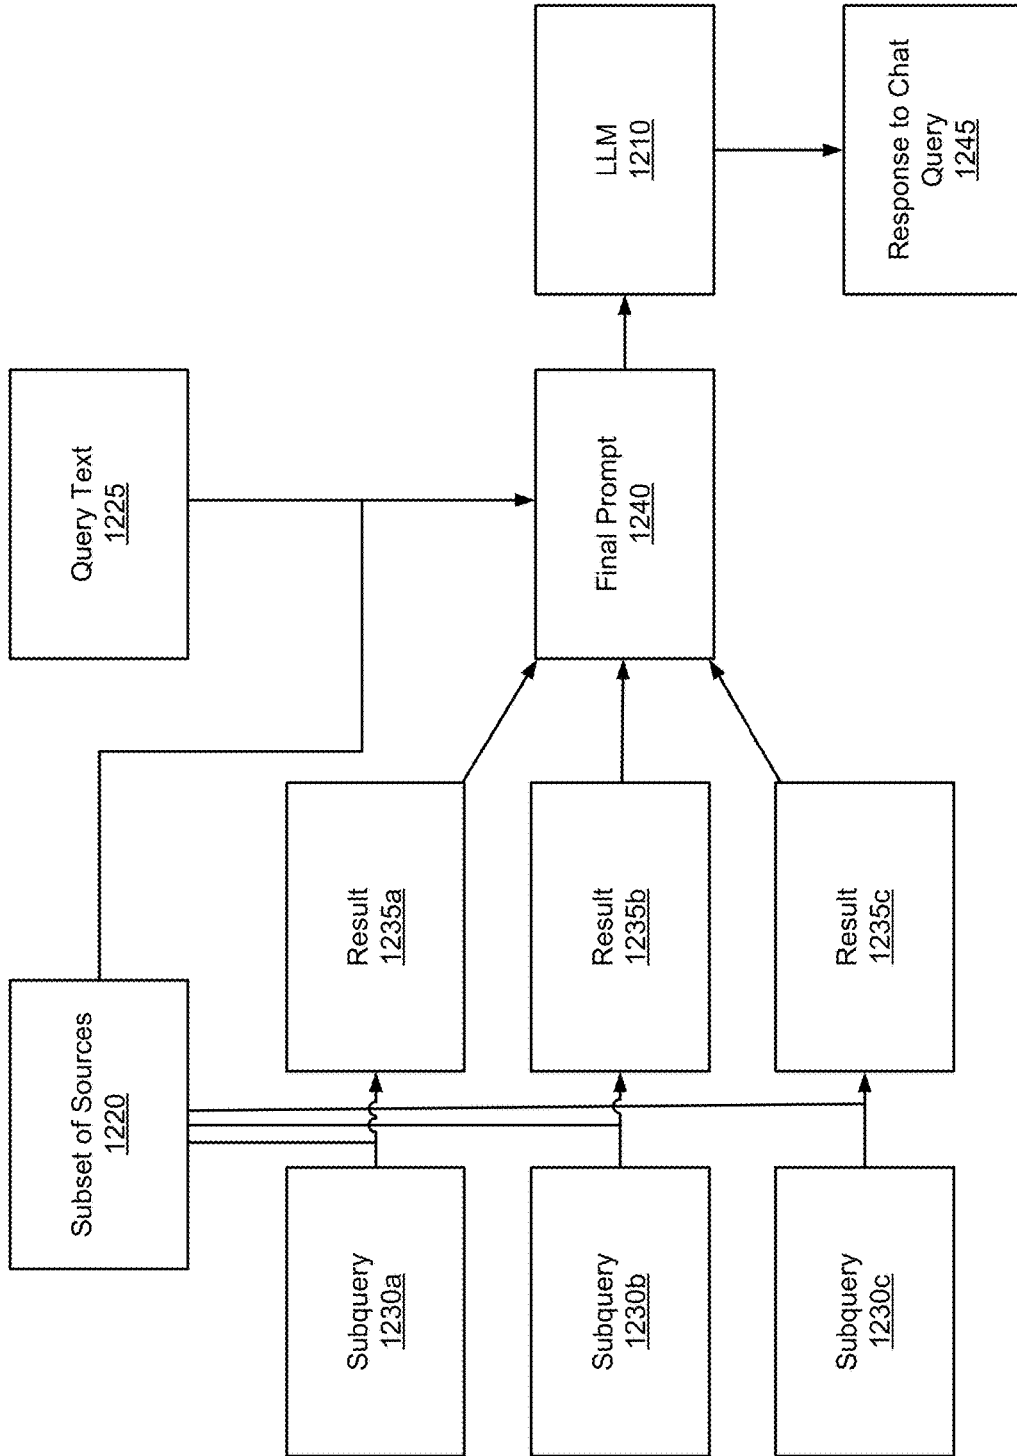 Subset of Sources
1220
Query Text
1225
Subquery
1230a
Result
1235a
Subquery
1230b
Result
1235b
Final Prompt
1240
LLM
1210
Subquery
1230c
Result
1235c
Response to Chat
Query
1245